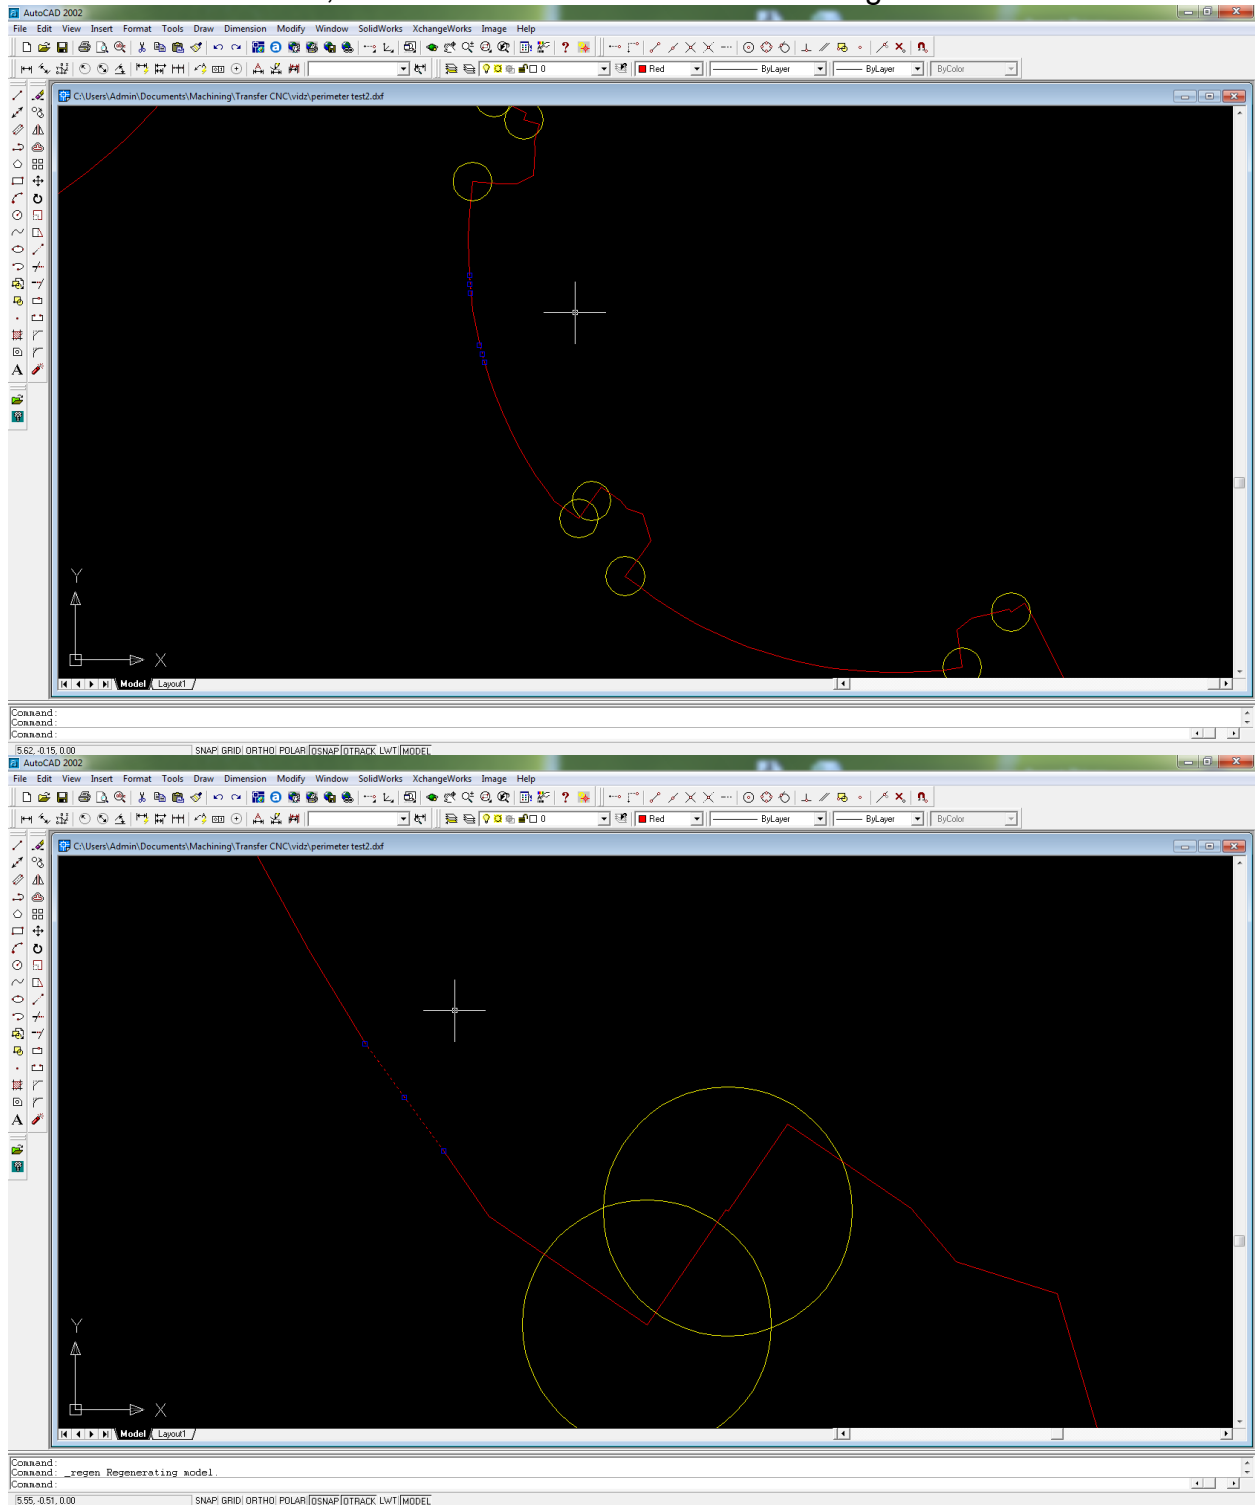 AutoCAD 2002
File Edit View Insert Format Tools Draw Dimension Modify Window SolidWorks XchangeWorks Image Help
0 Red ByLayer ByLayer ByColor
C:\Users\Admin\Documents\Machining\Transfer CNC\vidz\perimeter test2.dxf
Y
X
Model Layout1
Command:
Command:
Command:
5.62, -0.15, 0.00 SNAP GRID ORTHO POLAR OSNAP OTRACK LWT MODEL
AutoCAD 2002
File Edit View Insert Format Tools Draw Dimension Modify Window SolidWorks XchangeWorks Image Help
0 Red ByLayer ByLayer ByColor
C:\Users\Admin\Documents\Machining\Transfer CNC\vidz\perimeter test2.dxf
Y
X
Model Layout1
Command:
Command: _regen Regenerating model.
Command:
5.55, -0.51, 0.00 SNAP GRID ORTHO POLAR OSNAP OTRACK LWT MODEL